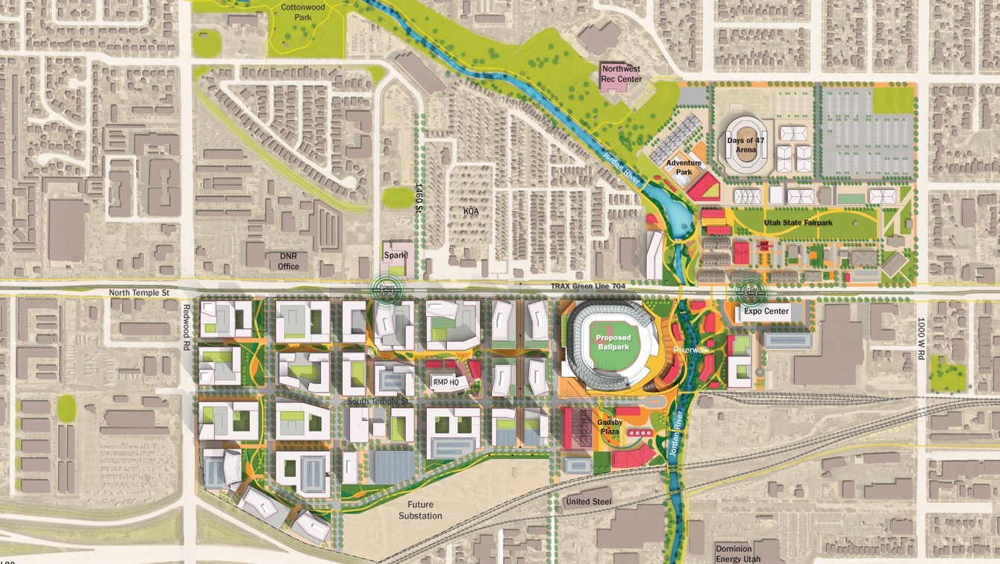 Cottonwood
Park
Northwest
Rec Center
Days of 47
Arena
Adventure
Park
Jordan River
1460 St
KOA
Utah State Fairpark
Spark!
DNR
Office
Power
Station
TRAX Green Line 704
Fairpark
Station
North Temple St
Redwood Rd
Expo Center
1000 W Rd
Proposed
Ballpark
Riverwalk
RMP HQ
South Temple St
Gadsby
Plaza
Jordan River
United Steel
Future
Substation
Dominion
Energy Utah